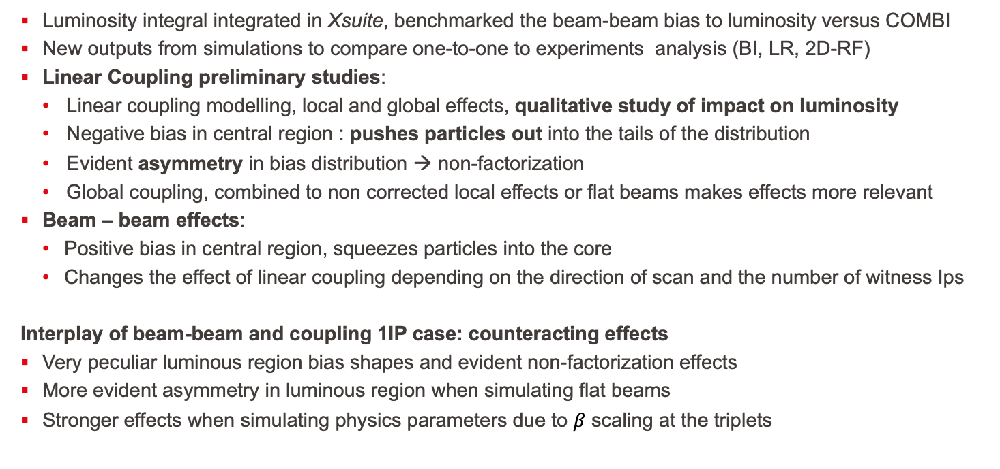 ▪ Luminosity integral integrated in Xsuite, benchmarked the beam-beam bias to luminosity versus COMBI
▪ New outputs from simulations to compare one-to-one to experiments  analysis (BI, LR, 2D-RF)
▪ Linear Coupling preliminary studies:
• Linear coupling modelling, local and global effects, qualitative study of impact on luminosity
• Negative bias in central region : pushes particles out into the tails of the distribution
• Evident asymmetry in bias distribution → non-factorization
• Global coupling, combined to non corrected local effects or flat beams makes effects more relevant
▪ Beam – beam effects:
• Positive bias in central region, squeezes particles into the core
• Changes the effect of linear coupling depending on the direction of scan and the number of witness Ips
Interplay of beam-beam and coupling 1IP case: counteracting effects
▪ Very peculiar luminous region bias shapes and evident non-factorization effects
▪ More evident asymmetry in luminous region when simulating flat beams
▪ Stronger effects when simulating physics parameters due to β scaling at the triplets